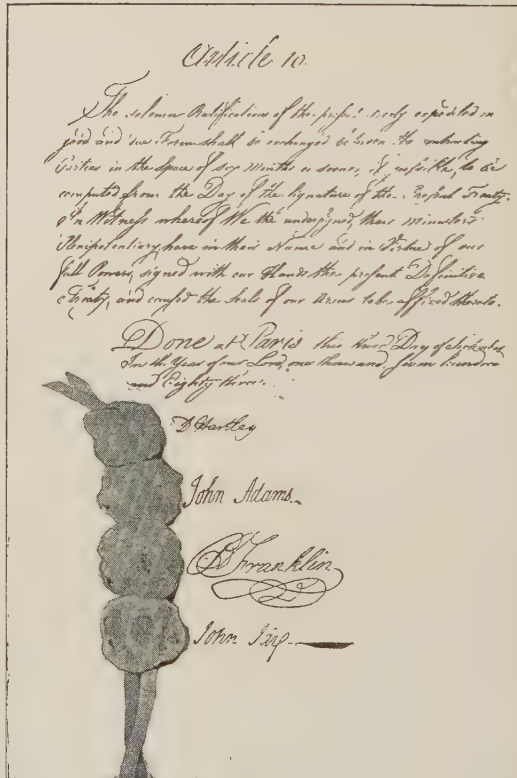 Article 10.
The solemn Ratifications of the present Treaty expedited in
good and due Form shall be exchanged between the contracting
Parties in the Space of six Months or sooner, if possible, to be
computed from the Day of the Signature of the Present Treaty.
In Witness whereof We the undersigned, their Ministers
Plenipotentiary, have in their Name and in Virtue of our
full Powers, signed with our Hands the present Definitive
Treaty, and caused the Seals of our Arms to be affixed thereto.
Done at Paris this third Day of September
In the Year of our Lord, one thousand seven hundred
and Eighty three.
D Hartley
John Adams.
B Franklin
John Jay